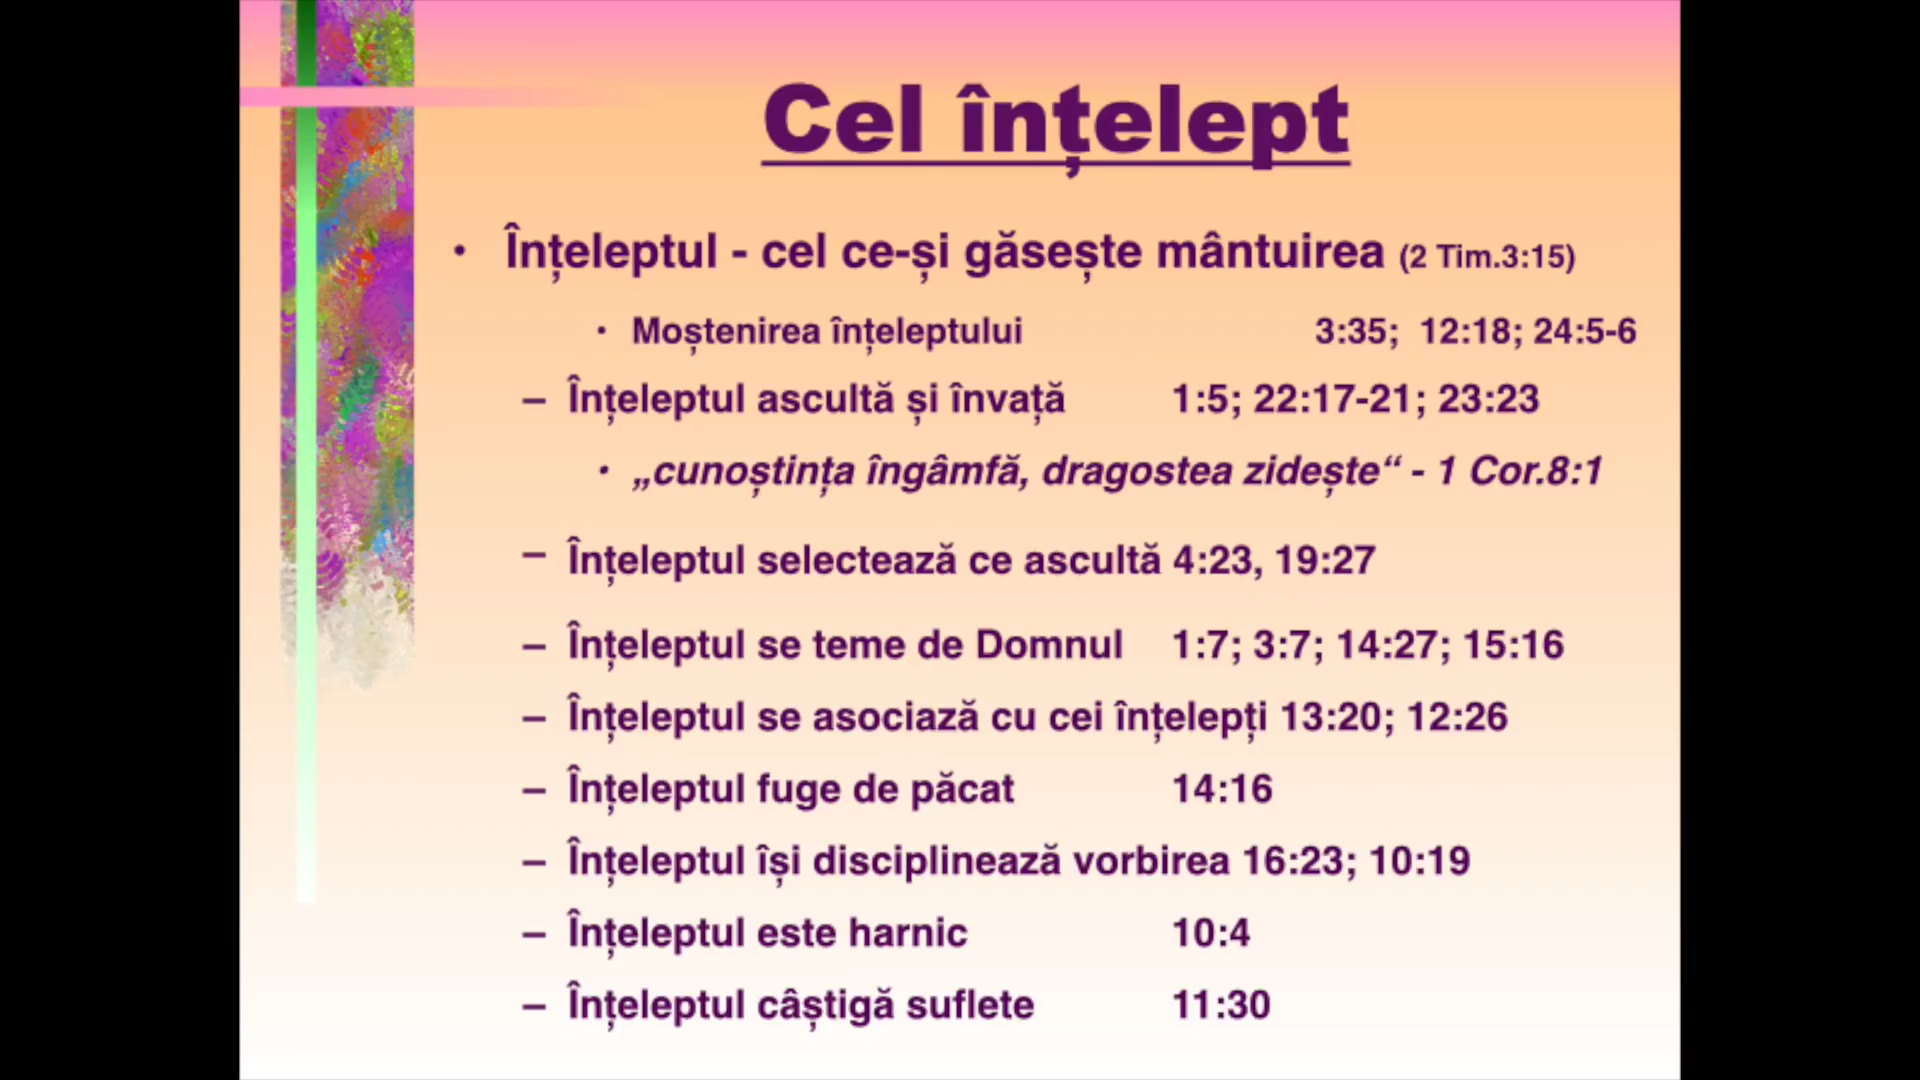 Cel înțelept
• Înțeleptul - cel ce-și găsește mântuirea (2 Tim.3:15)
• Moștenirea înțeleptului 3:35; 12:18; 24:5-6
– Înțeleptul ascultă și învață 1:5; 22:17-21; 23:23
• „cunoștința îngâmfă, dragostea zidește“ - 1 Cor.8:1
– Înțeleptul selectează ce ascultă 4:23, 19:27
– Înțeleptul se teme de Domnul 1:7; 3:7; 14:27; 15:16
– Înțeleptul se asociază cu cei înțelepți 13:20; 12:26
– Înțeleptul fuge de păcat 14:16
– Înțeleptul își disciplinează vorbirea 16:23; 10:19
– Înțeleptul este harnic 10:4
– Înțeleptul câștigă suflete 11:30